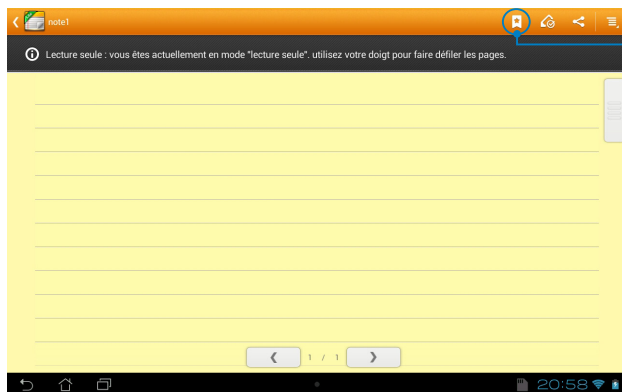 note1
Lecture seule : vous êtes actuellement en mode "lecture seule". utilisez votre doigt pour faire défiler les pages.
1 / 1
20:58